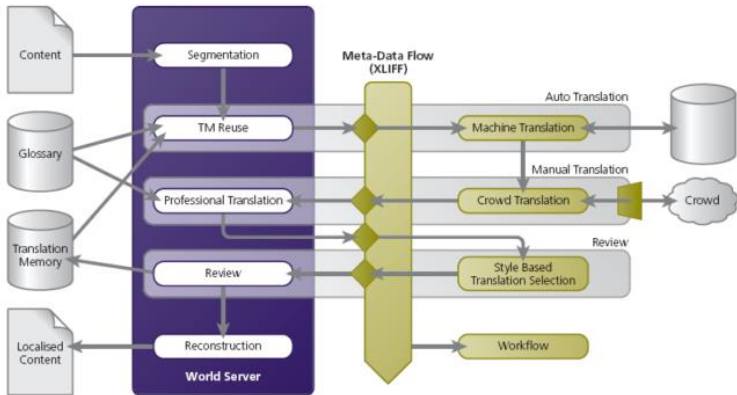 Content
Segmentation
Meta-Data Flow
(XLIFF)
Auto Translation
Glossary
TM Reuse
Machine Translation
Manual Translation
Professional Translation
Crowd Translation
Crowd
Translation
Memory
Review
Review
Style Based
Translation Selection
Localised
Content
Reconstruction
Workflow
World Server